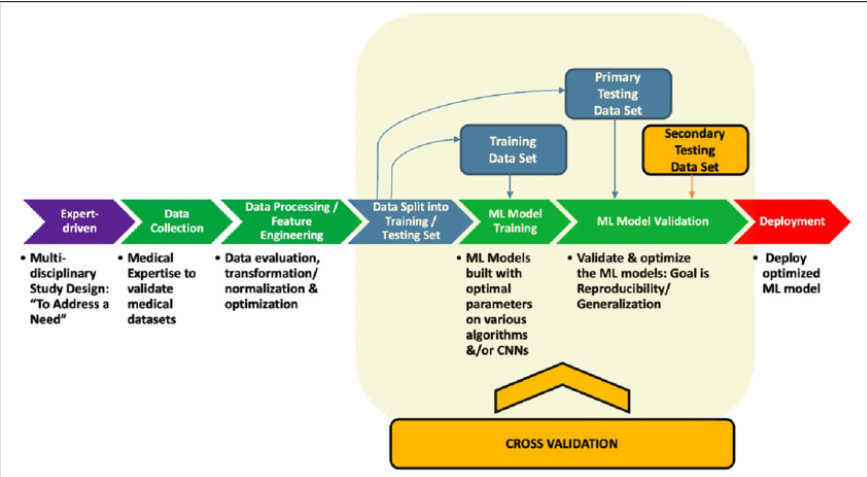 Primary
Testing
Data Set
Training
Data Set
Secondary
Testing
Data Set
Expert-
driven
Data
Collection
Data Processing /
Feature
Engineering
Data Split into
Training /
Testing Set
ML Model
Training
ML Model Validation
Deployment
• Multi-
disciplinary
Study Design:
"To Address a
Need"
• Medical
Expertise to
validate
medical
datasets
• Data evaluation,
transformation/
normalization &
optimization
• ML Models
built with
optimal
parameters
on various
algorithms
&/or CNNs
• Validate & optimize
the ML models: Goal is
Reproducibility/
Generalization
• Deploy
optimized
ML model
CROSS VALIDATION